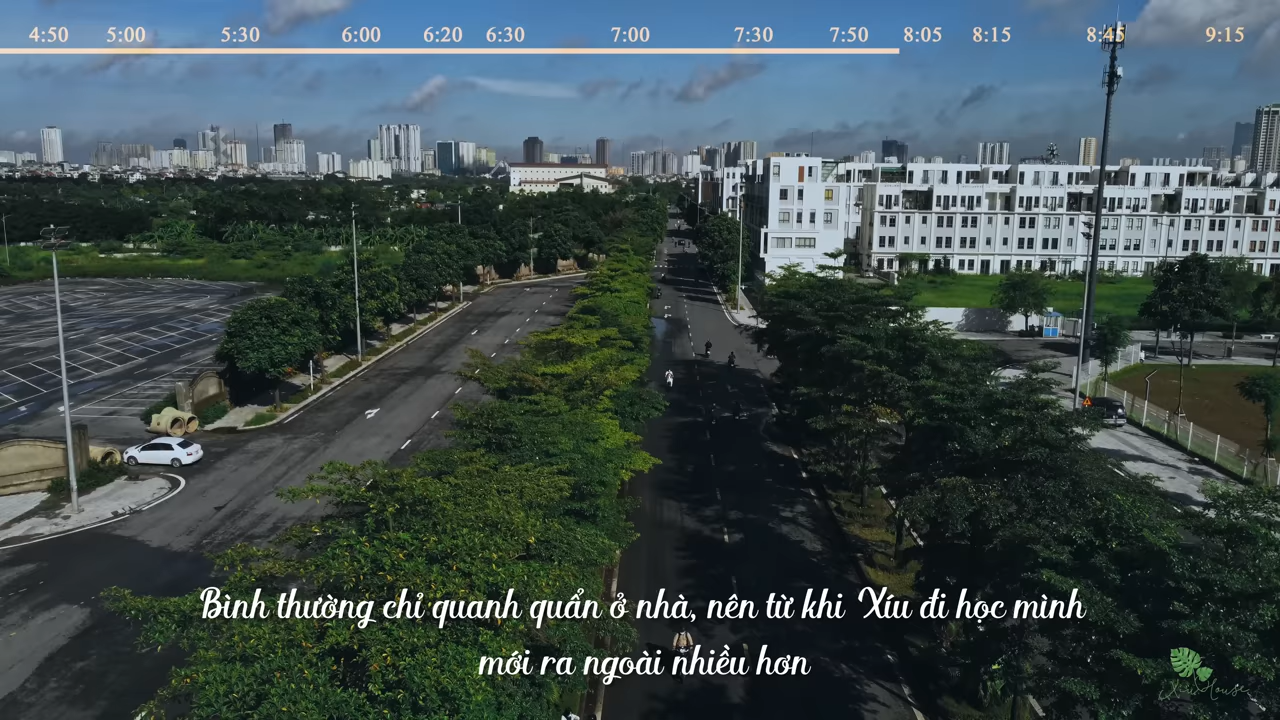 4:50 5:00 5:30 6:00 6:20 6:30 7:00 7:30 7:50 8:05 8:15 8:45 9:15
Bình thường chỉ quanh quẩn ở nhà, nên từ khi Xíu đi học mình
mới ra ngoài nhiều hơn
Xíu House